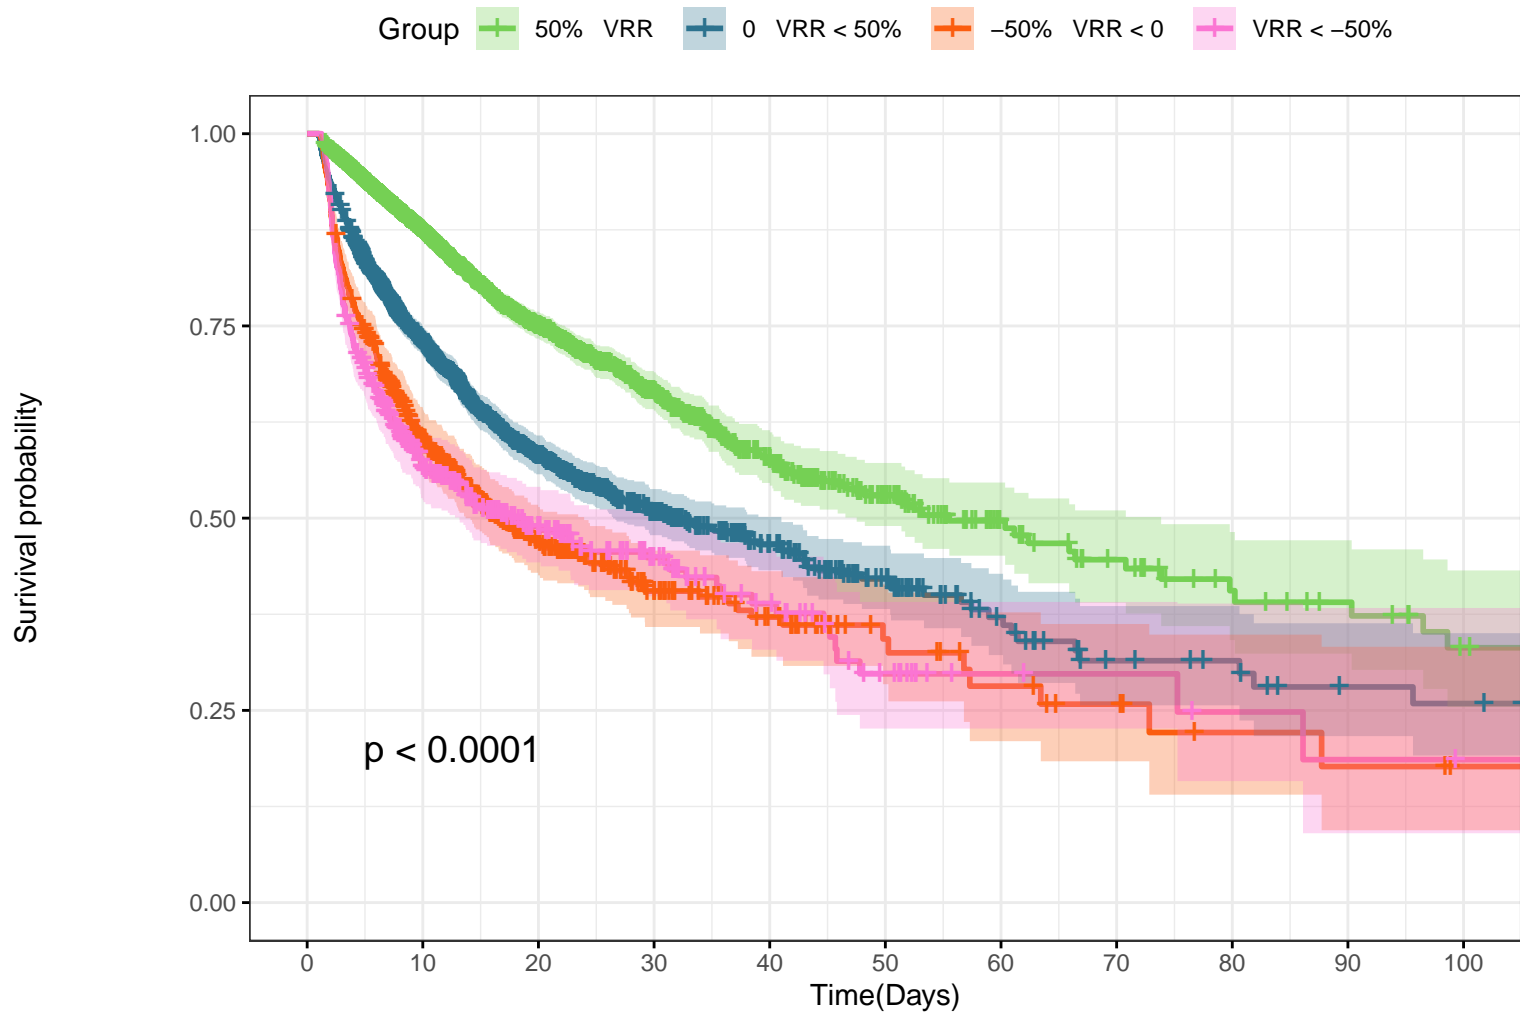 Group 50% VRR 0 VRR < 50% −50% VRR < 0 VRR < −50%
1.00
0.75
0.50
0.25
0.00
Survival probability
p < 0.0001
0 10 20 30 40 50 60 70 80 90 100
Time(Days)